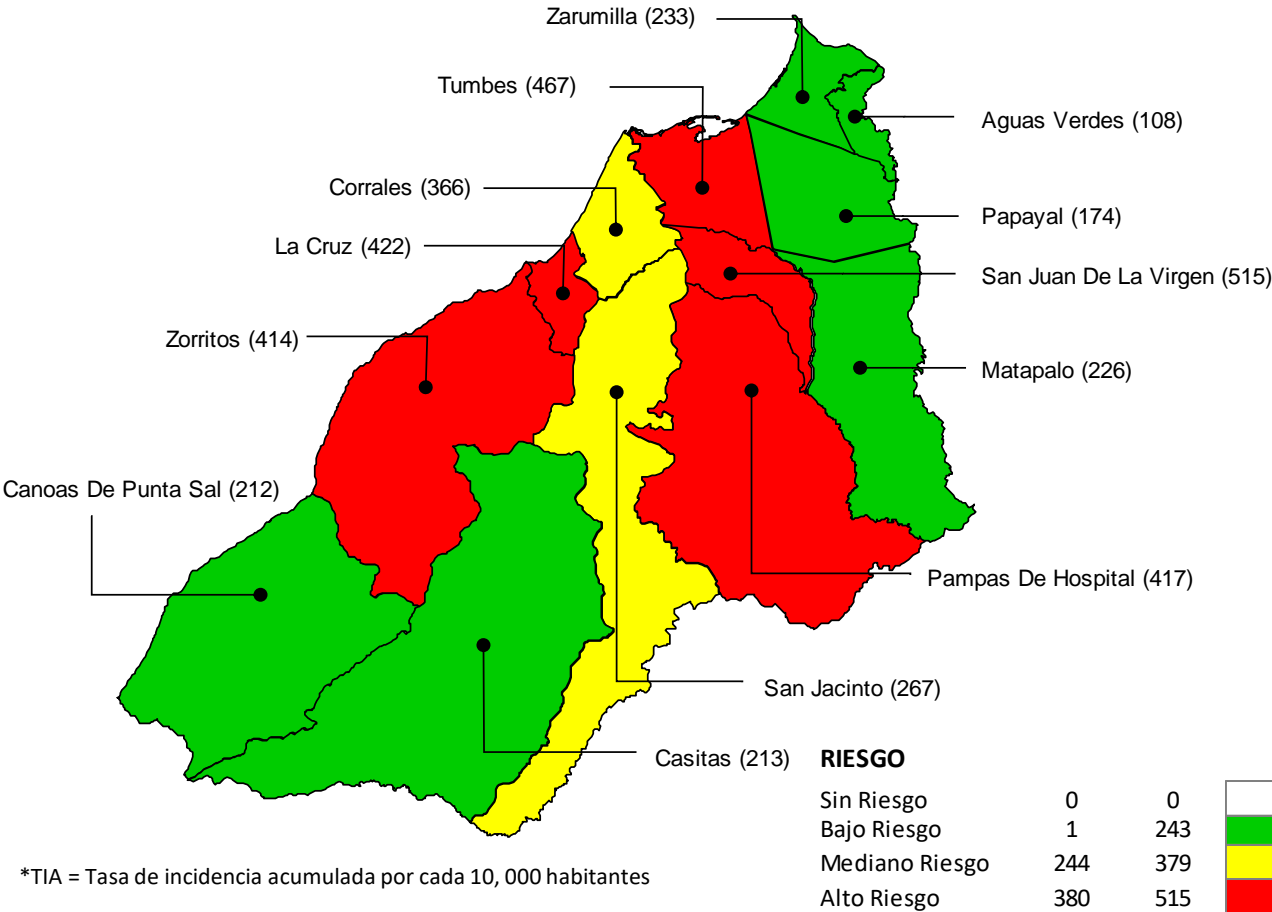 Zarumilla (233)
Tumbes (467)
Aguas Verdes (108)
Corrales (366)
Papayal (174)
La Cruz (422)
San Juan De La Virgen (515)
Zorritos (414)
Matapalo (226)
Canoas De Punta Sal (212)
Pampas De Hospital (417)
San Jacinto (267)
Casitas (213)
RIESGO
Sin Riesgo 0 0
Bajo Riesgo 1 243
Mediano Riesgo 244 379
Alto Riesgo 380 515
*TIA = Tasa de incidencia acumulada por cada 10, 000 habitantes